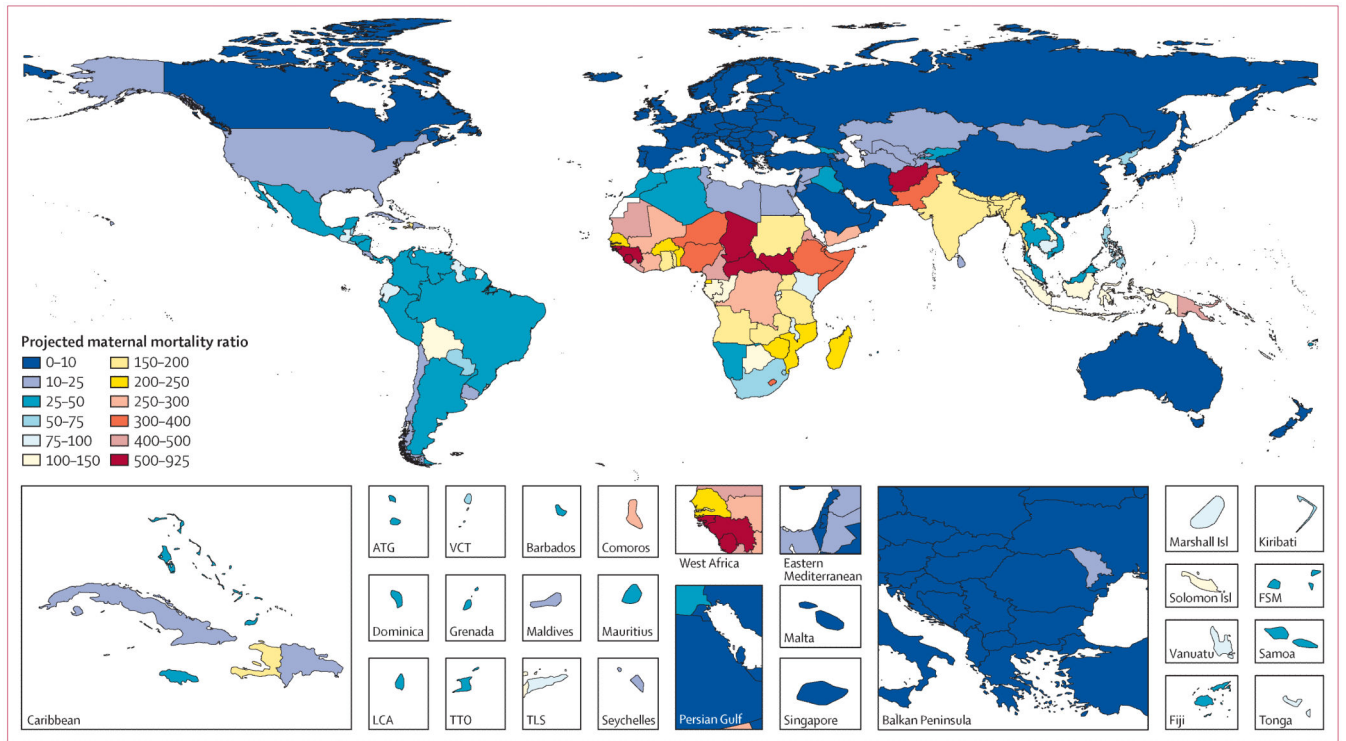 Projected maternal mortality ratio
0–10
10–25
25–50
50–75
75–100
100–150
150–200
200–250
250–300
300–400
400–500
500–925
Caribbean
ATG
VCT
Barbados
Comoros
Dominica
Grenada
Maldives
Mauritius
LCA
TTO
TLS
Seychelles
West Africa
Eastern
Mediterranean
Persian Gulf
Malta
Singapore
Balkan Peninsula
Marshall Isl
Kiribati
Solomon Isl
FSM
Vanuatu
Samoa
Fiji
Tonga